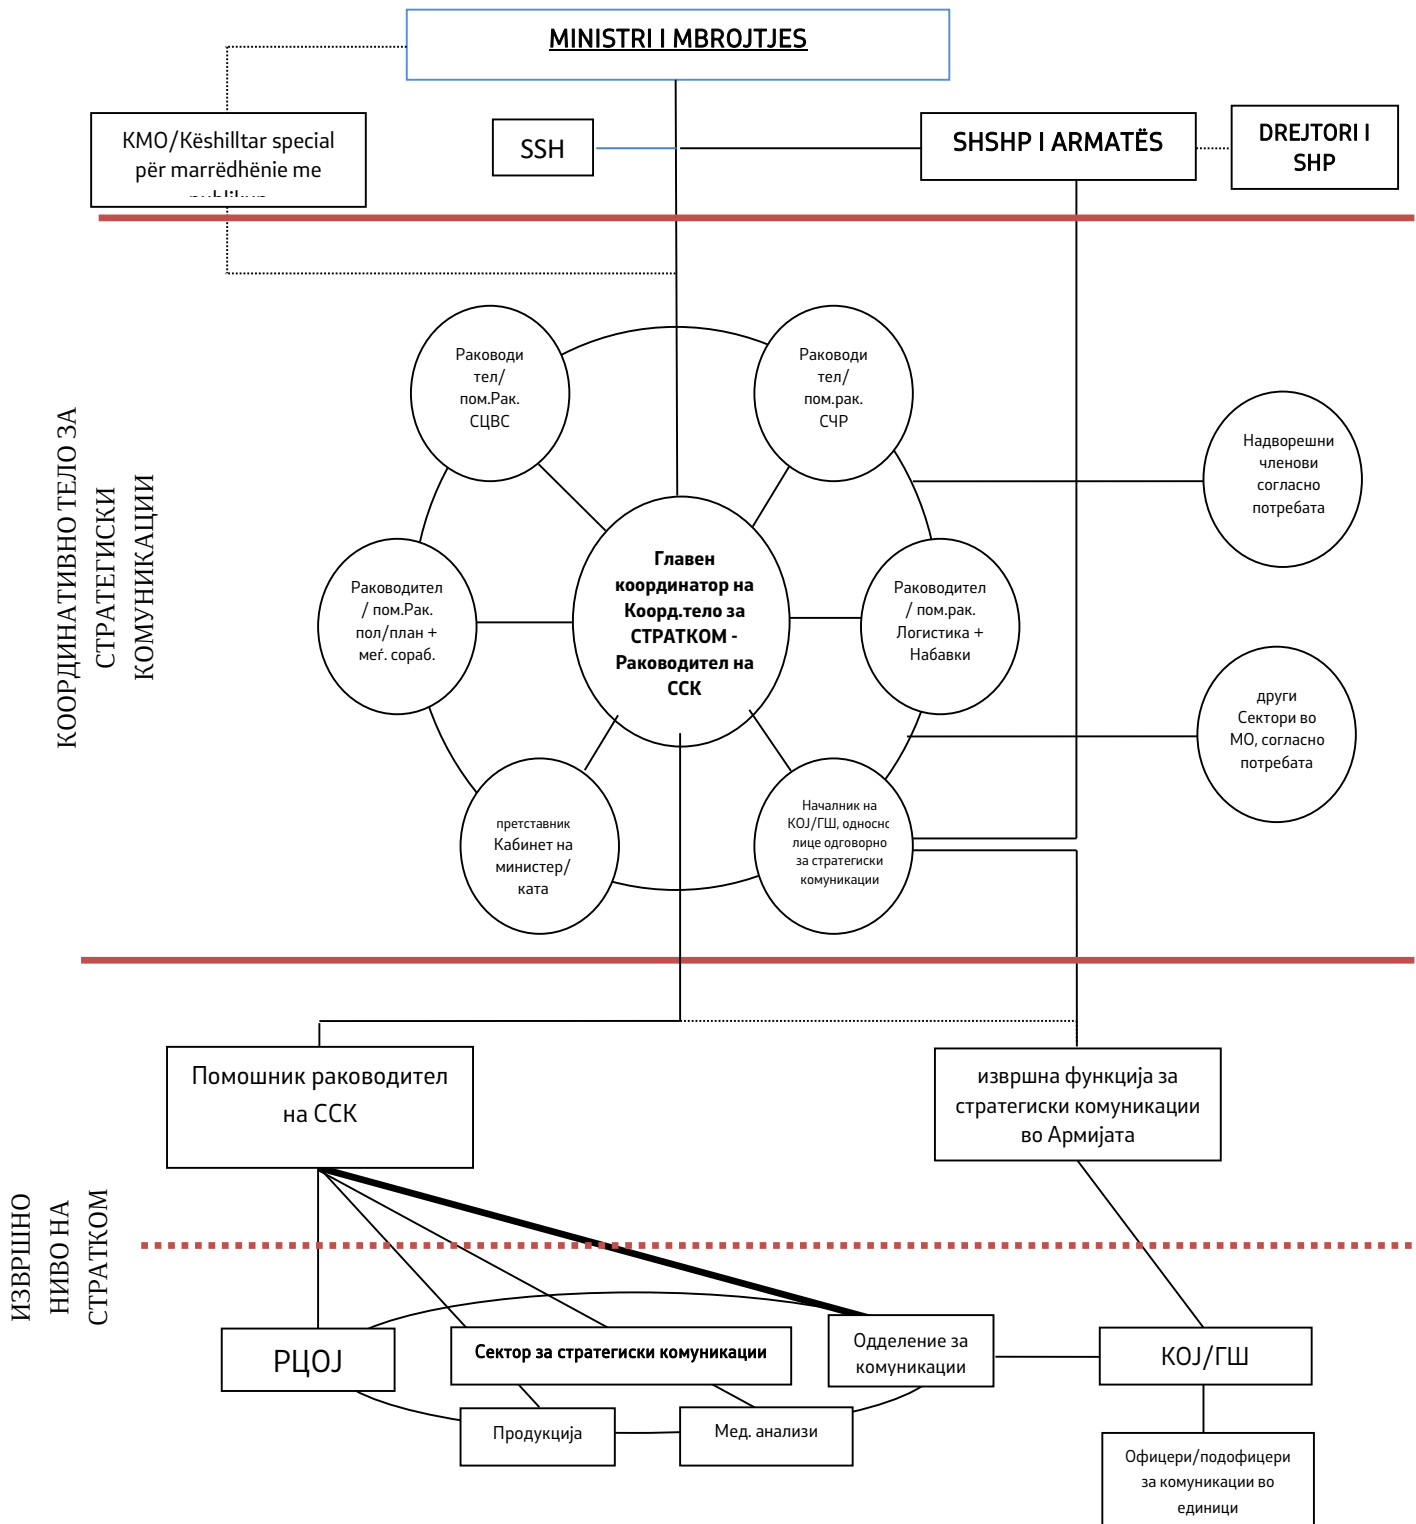 MINISTRI I MBROJTJES
KMO/Këshilltar special
për marrëdhënie me
SSH
SHSHP I ARMATËS
DREJTORI I
SHP
КООРДИНАТИВНО ТЕЛО ЗА
СТРАТЕГИСКИ
КОМУНИКАЦИИ
Раководи
тел/
пом.Рак.
СЦВС
Раководи
тел/
пом.рак.
СЧР
Надворешни
членови
согласно
потребата
Раководител
/ пом.Рак.
пол/план +
меѓ. сораб.
Главен
координатор на
Коорд.тело за
СТРАТКОМ -
Раководител на
ССК
Раководител
/ пом.рак.
Логистика +
Набавки
други
Сектори во
МО, согласно
потребата
претставник
Кабинет на
министер/
ката
Началник на
КОЈ/ГШ, односно
лице одговорно
за стратегиски
комуникации
ИЗВРШНО
НИВО НА
СТРАТКОМ
Помошник раководител
на ССК
извршна функција за
стратегиски комуникации
во Армијата
РЦОЈ
Сектор за стратегиски комуникации
Одделение за
комуникации
КОЈ/ГШ
Продукција
Мед. анализи
Офицери/подофицери
за комуникации во
единици